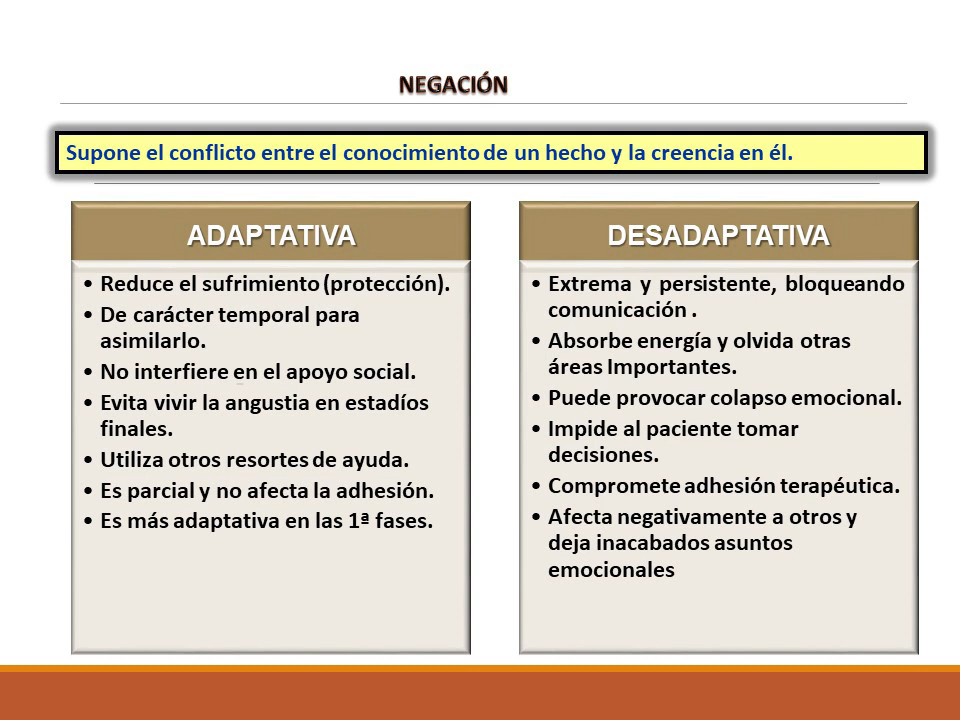 NEGACIÓN
Supone el conflicto entre el conocimiento de un hecho y la creencia en él.
ADAPTATIVA
• Reduce el sufrimiento (protección).
• De carácter temporal para
asimilarlo.
• No interfiere en el apoyo social.
• Evita vivir la angustia en estadíos
finales.
• Utiliza otros resortes de ayuda.
• Es parcial y no afecta la adhesión.
• Es más adaptativa en las 1ª fases.
DESADAPTATIVA
• Extrema y persistente, bloqueando
comunicación .
• Absorbe energía y olvida otras
áreas Importantes.
• Puede provocar colapso emocional.
• Impide al paciente tomar
decisiones.
• Compromete adhesión terapéutica.
• Afecta negativamente a otros y
deja inacabados asuntos
emocionales